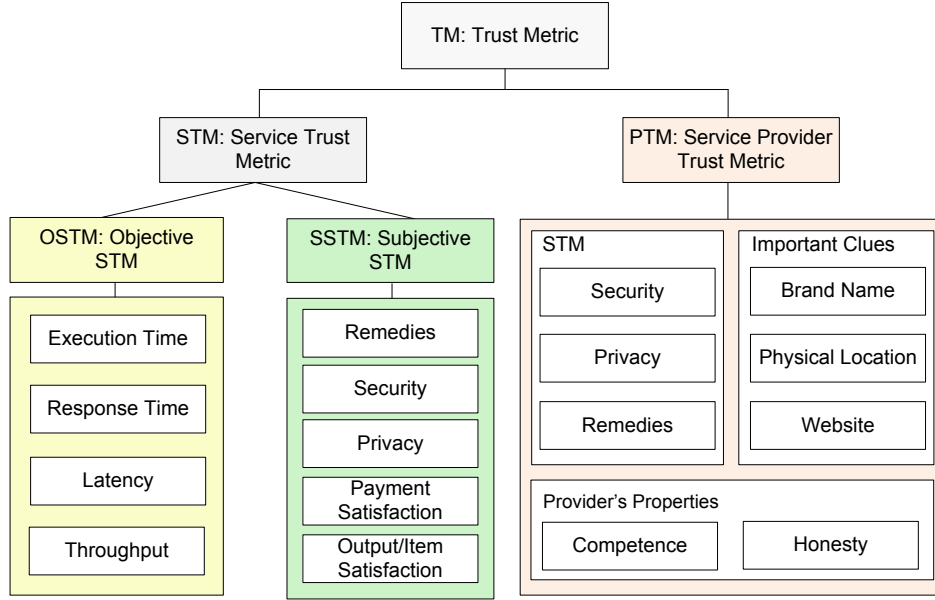 TM: Trust Metric
STM: Service Trust
Metric
PTM: Service Provider
Trust Metric
OSTM: Objective
STM
SSTM: Subjective
STM
Execution Time
Response Time
Latency
Throughput
Remedies
Security
Privacy
Payment
Satisfaction
Output/Item
Satisfaction
STM
Security
Privacy
Remedies
Important Clues
Brand Name
Physical Location
Website
Provider's Properties
Competence
Honesty